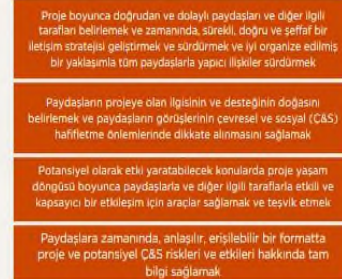 Proje boyunca doğrudan ve dolaylı paydaşları ve diğer ilgili
tarafları belirlemek ve zamanında, sürekli, doğru ve şeffaf bir
iletişim stratejisi geliştirmek ve sürdürmek ve iyi organize edilmiş
bir yaklaşımla tüm paydaşlarla yapıcı ilişkiler sürdürmek
Paydaşların projeye olan ilgisinin ve desteğinin doğasını
belirlemek ve paydaşların görüşlerinin çevresel ve sosyal (Ç&S)
hafifletme önlemlerinde dikkate alınmasını sağlamak
Potansiyel olarak etki yaratabilecek konularda proje yaşam
döngüsü boyunca paydaşlarla ve diğer ilgili taraflarla etkili ve
kapsayıcı bir etkileşim için araçlar sağlamak ve teşvik etmek
Paydaşlara zamanında, anlaşılır, erişilebilir bir formatta
proje ve potansiyel Ç&S riskleri ve etkileri hakkında tam
bilgi sağlamak